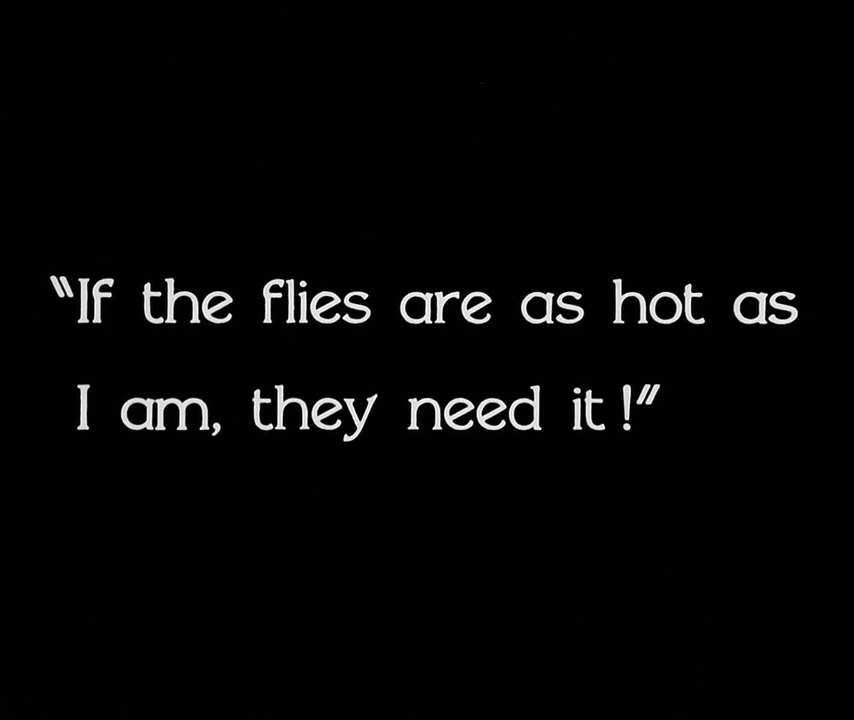 "If the flies are as hot as
I am, they need it!"